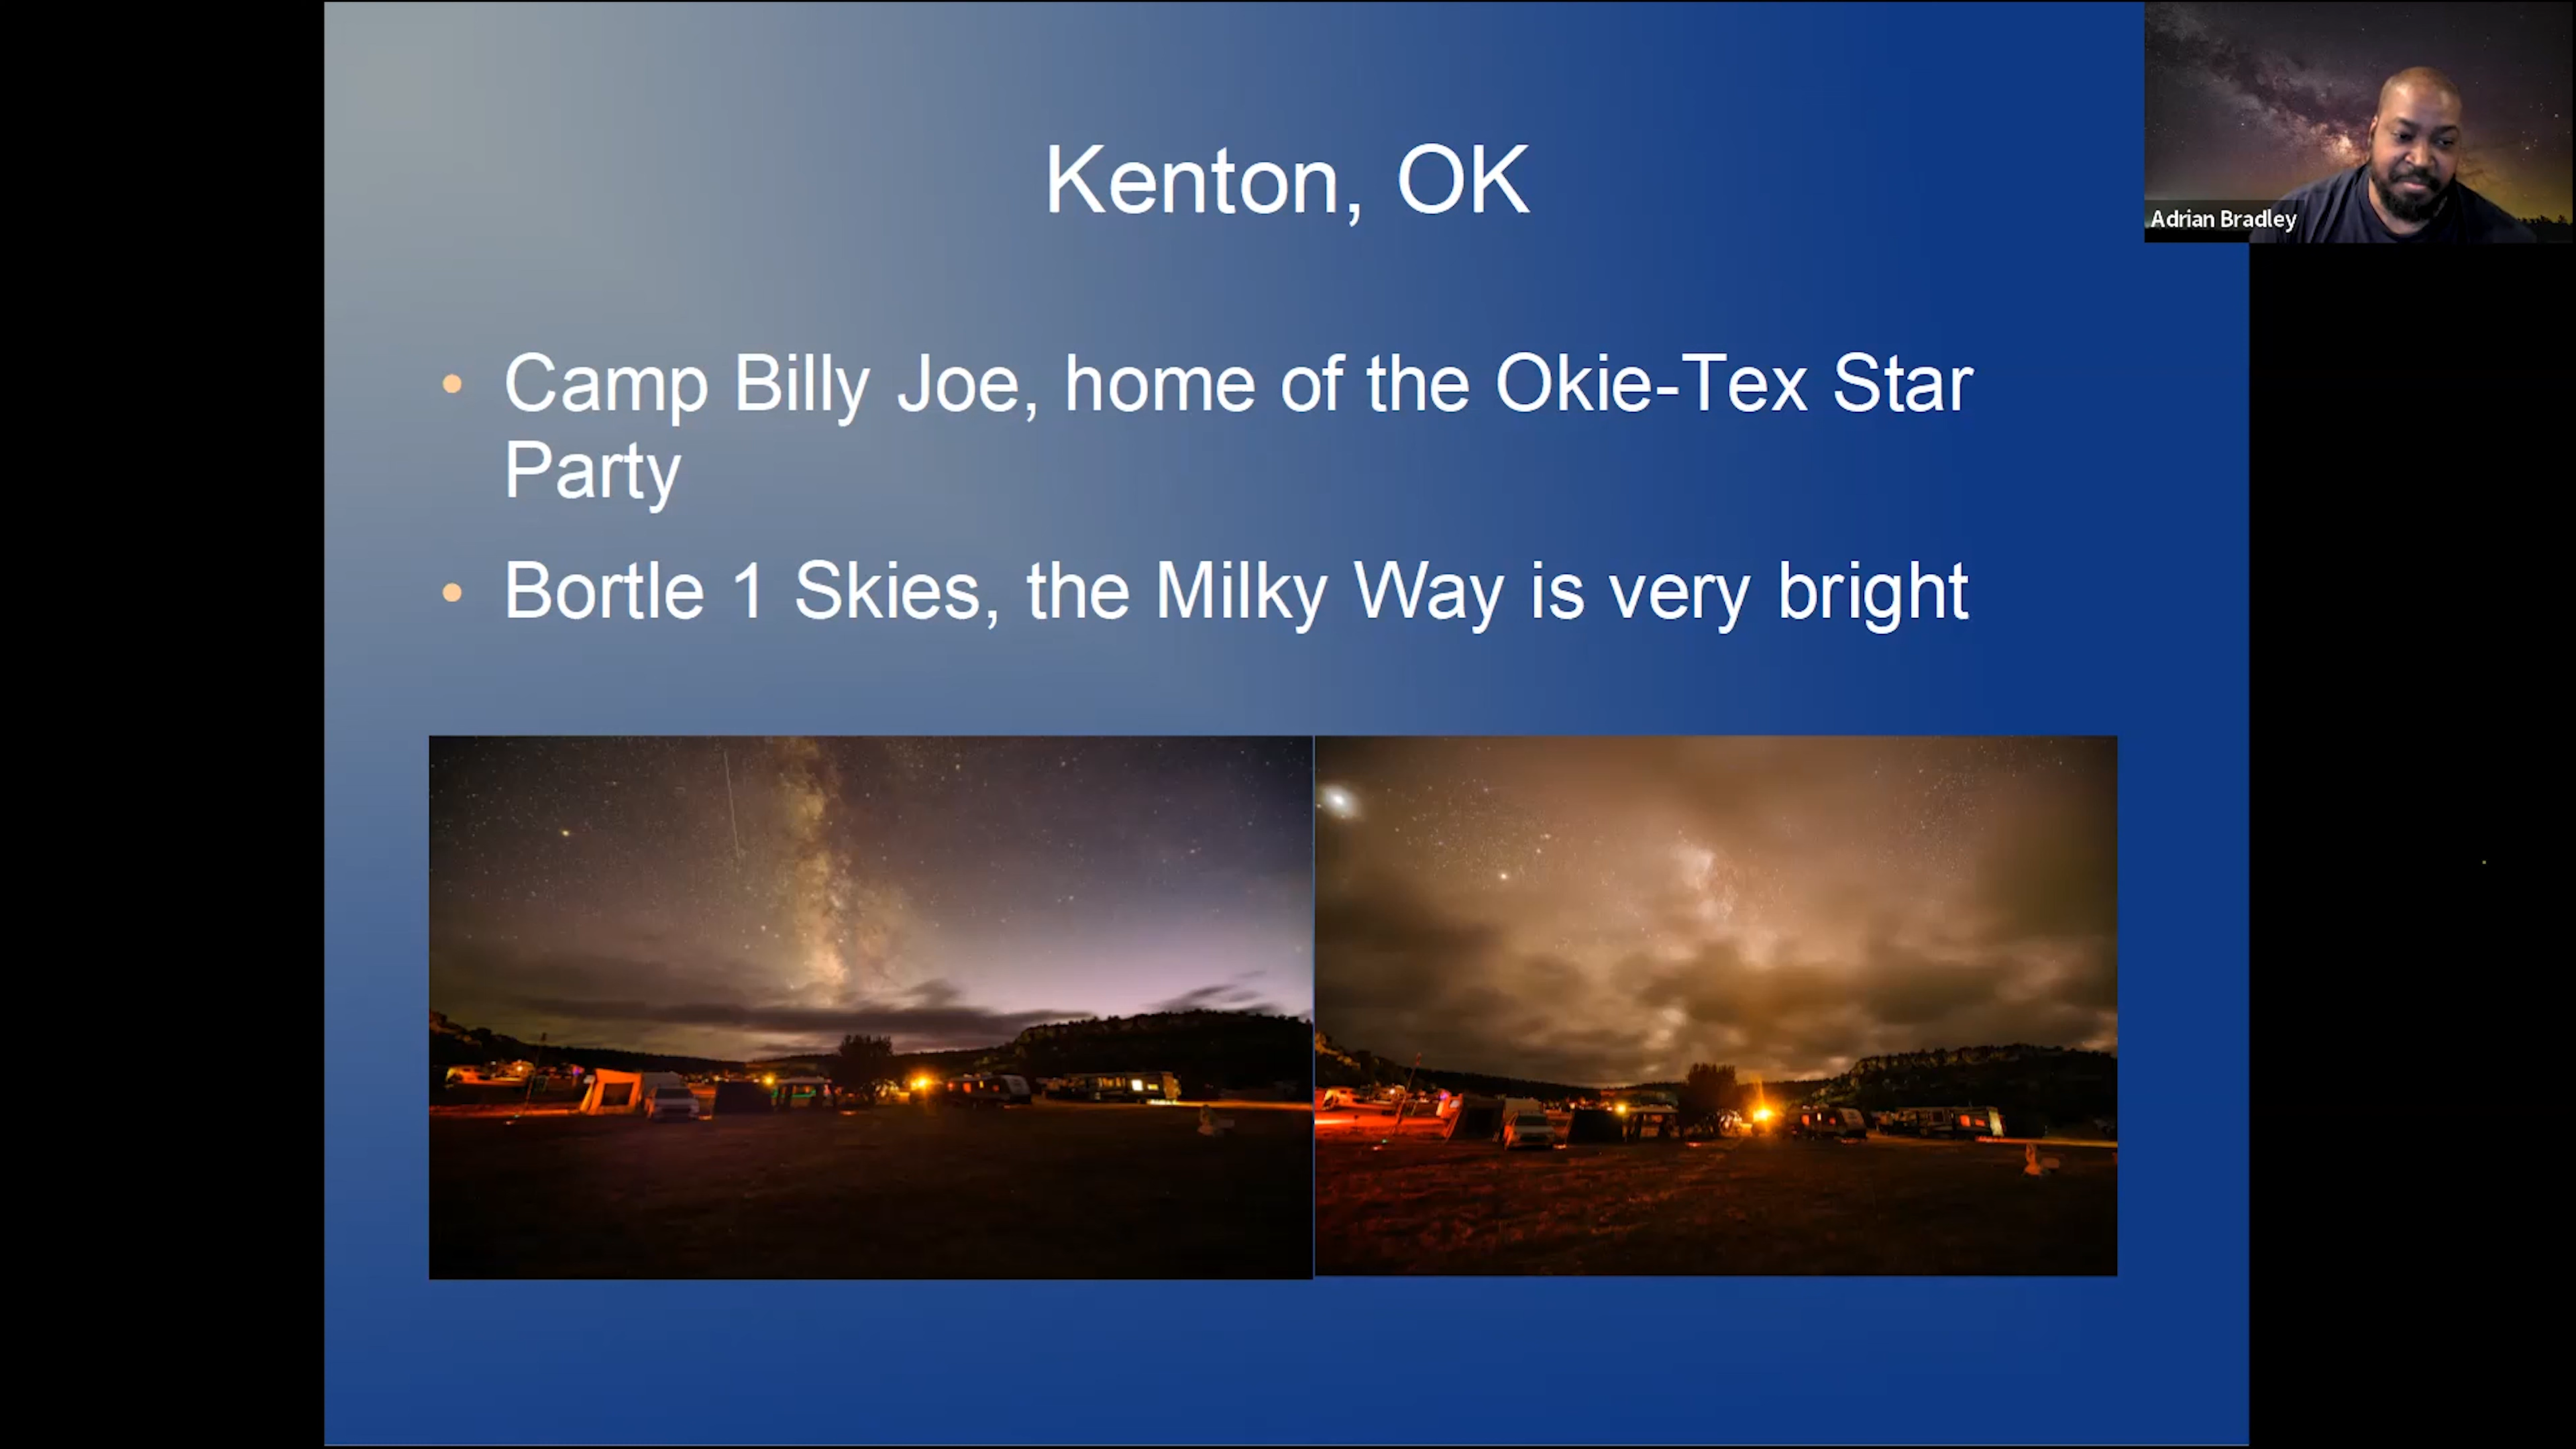 Kenton, OK
Adrian Bradley
Camp Billy Joe, home of the Okie-Tex Star
Party
Bortle 1 Skies, the Milky Way is very bright